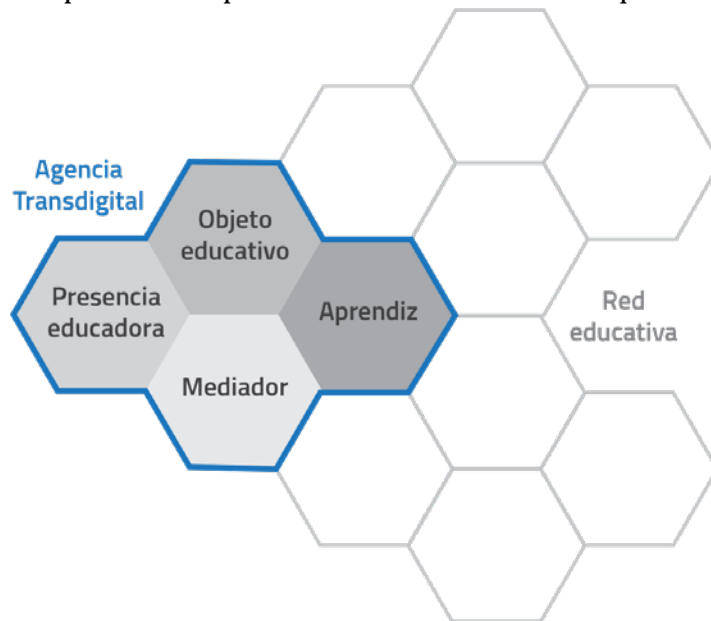 Agencia
Transdigital
Objeto
educativo
Presencia
educadora
Aprendiz
Mediador
Red
educativa